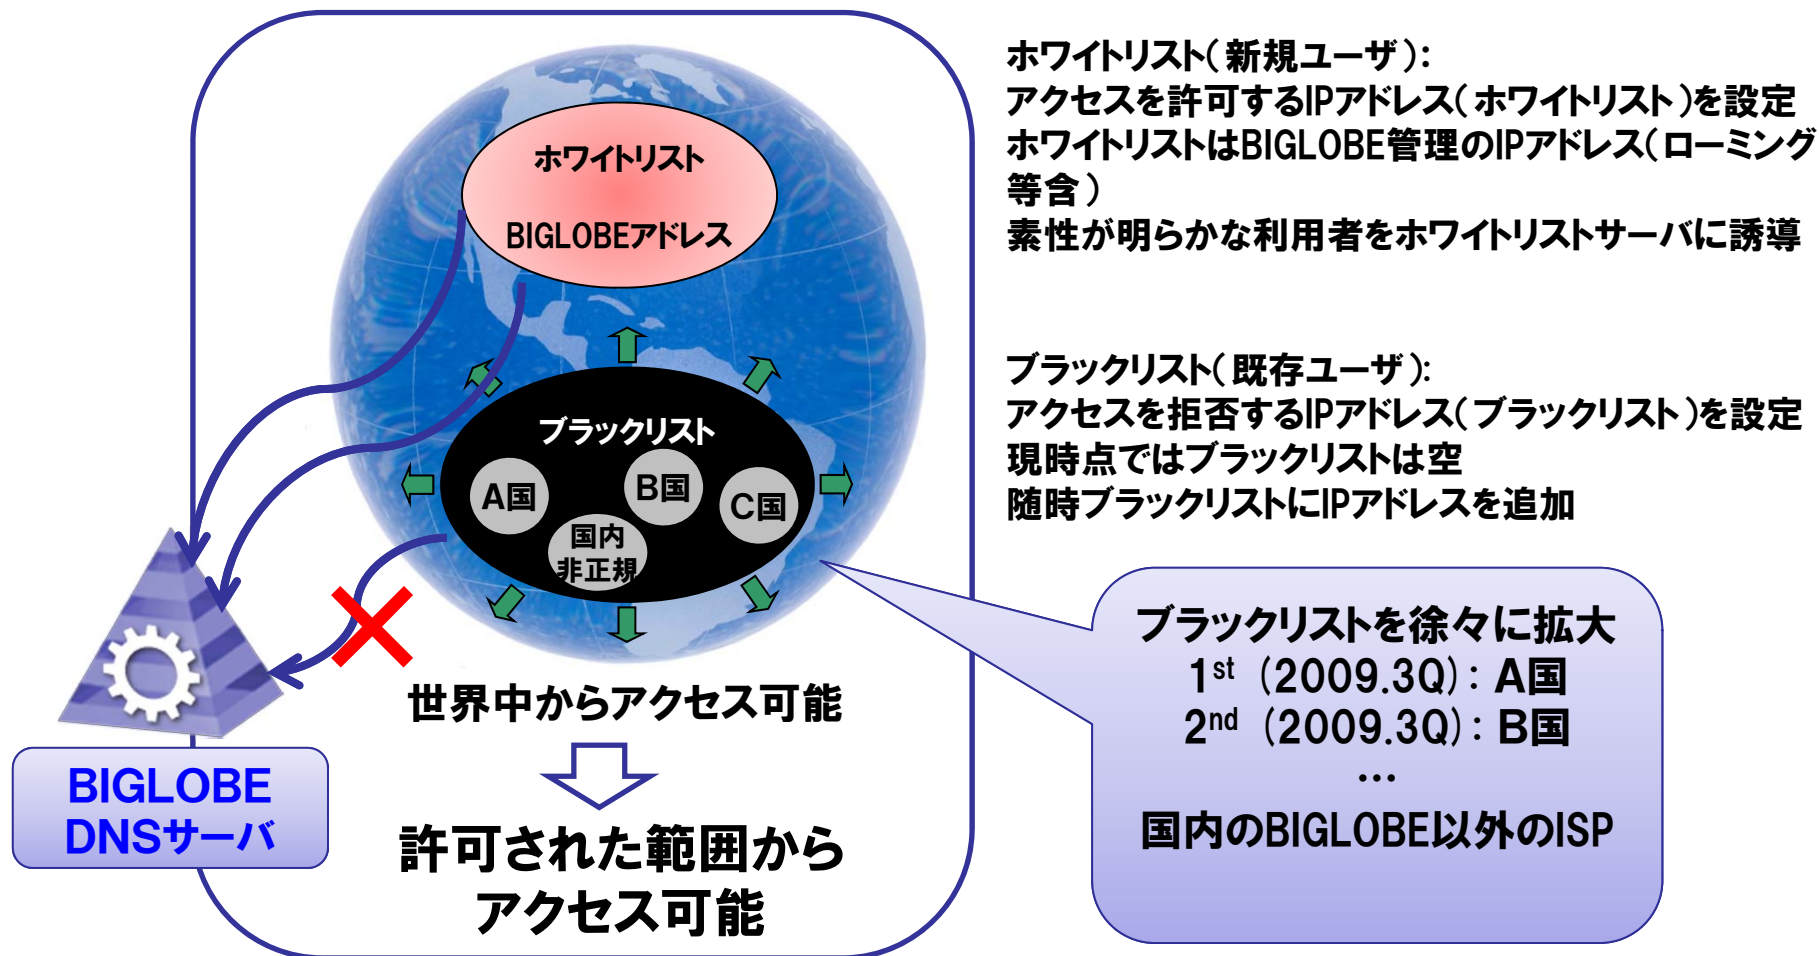 ホワイトリスト
BIGLOBEアドレス
ブラックリスト
A国
B国
C国
国内
非正規
世界中からアクセス可能
許可された範囲から
アクセス可能
BIGLOBE
DNSサーバ
ホワイトリスト(新規ユーザ):
アクセスを許可するIPアドレス(ホワイトリスト)を設定
ホワイトリストはBIGLOBE管理のIPアドレス(ローミング
等含)
素性が明らかな利用者をホワイトリストサーバに誘導
ブラックリスト(既存ユーザ):
アクセスを拒否するIPアドレス(ブラックリスト)を設定
現時点ではブラックリストは空
随時ブラックリストにIPアドレスを追加
ブラックリストを徐々に拡大
1st (2009.3Q): A国
2nd (2009.3Q): B国
…
国内のBIGLOBE以外のISP